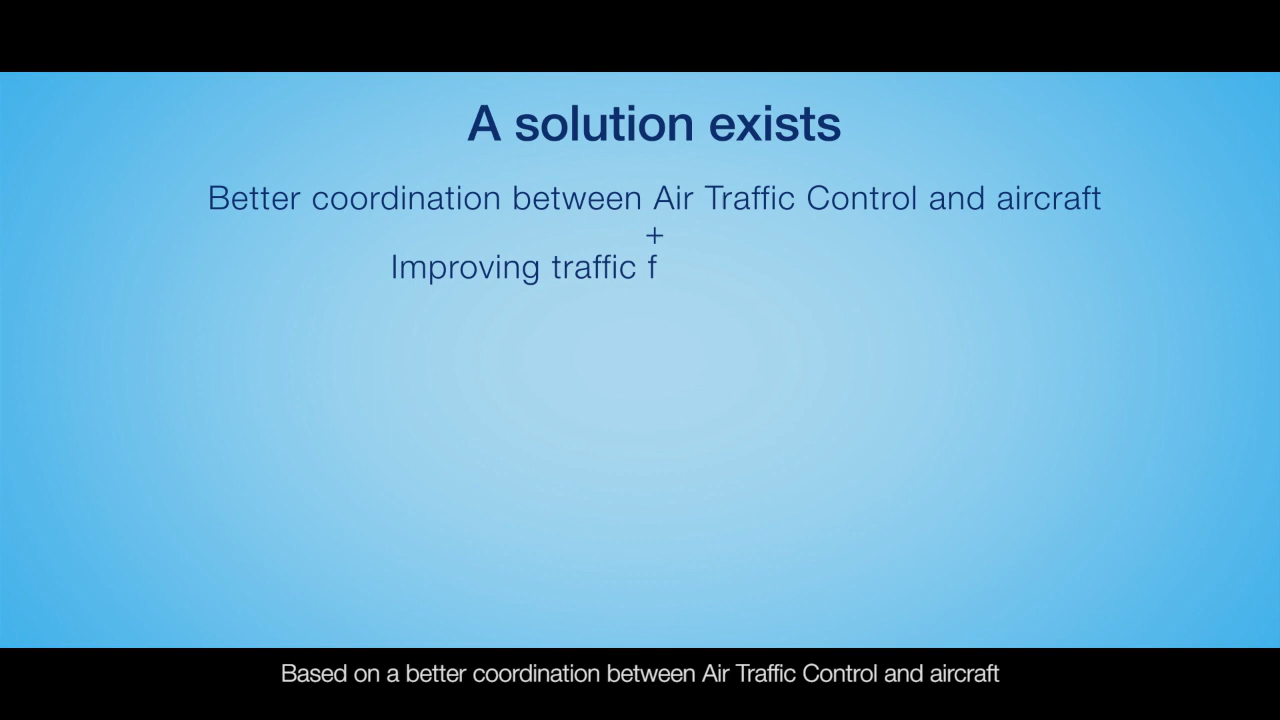 A solution exists
Better coordination between Air Traffic Control and aircraft
+
Improving traffic f
Based on a better coordination between Air Traffic Control and aircraft